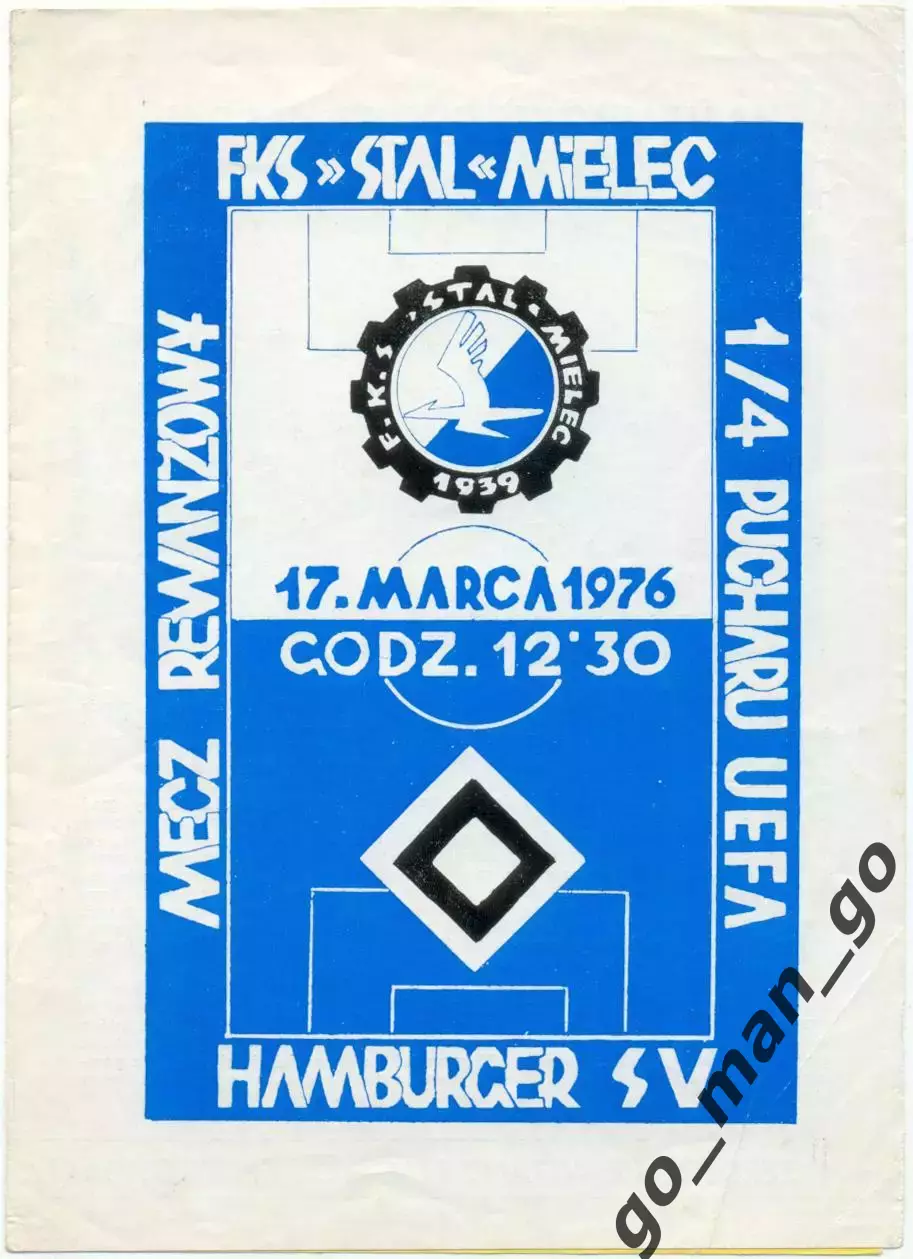 FKS »STAL« MiELEC
F.K.S. „STAL" MIELEC
1939
MECZ REWANŻOWY
1/4 PUCHARU UEFA
17. MARCA 1976
GODZ. 12·30
HAMBURGER SV
go_man_go